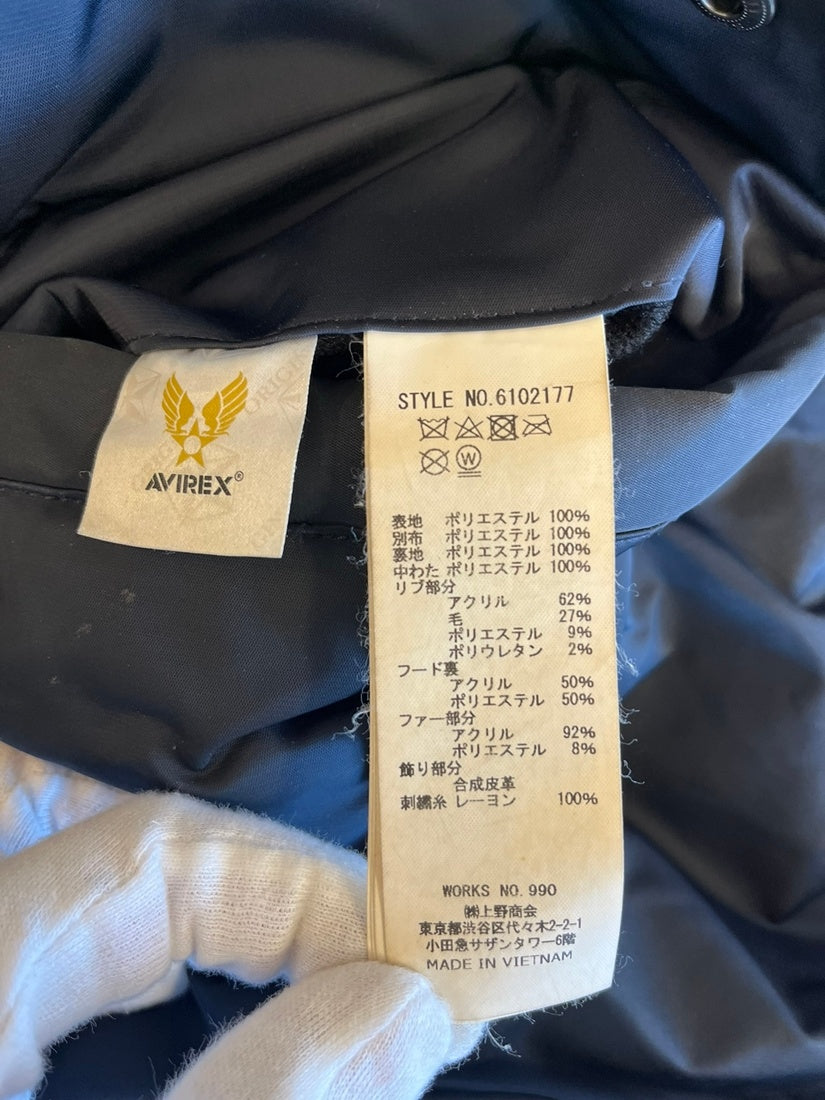 AVIREX®
STYLE NO.6102177
W
表地 ポリエステル 100%
別布 ポリエステル 100%
裏地 ポリエステル 100%
中わた ポリエステル 100%
リブ部分
アクリル 62%
毛 27%
ポリエステル 9%
ポリウレタン 2%
フード裏
アクリル 50%
ポリエステル 50%
ファー部分
アクリル 92%
ポリエステル 8%
飾り部分
合成皮革
刺繍糸 レーヨン 100%
WORKS NO. 990
㈱上野商会
東京都渋谷区代々木2-2-1
小田急サザンタワー6階
MADE IN VIETNAM